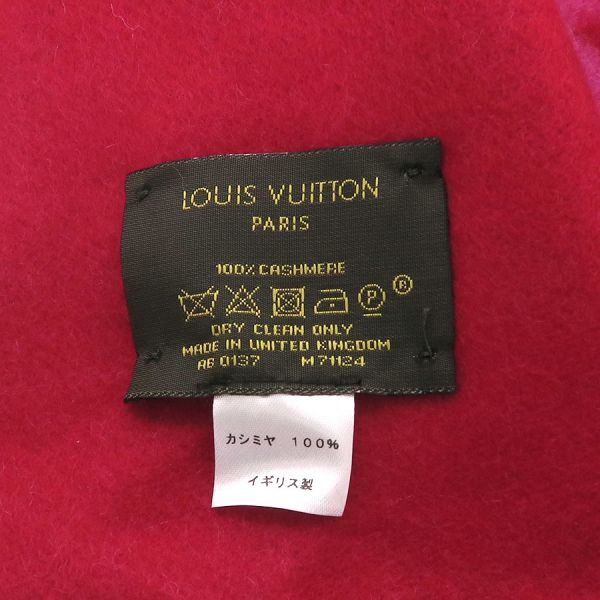 LOUIS VUITTON
PARIS
100% CASHMERE
P ®
DRY CLEAN ONLY
MADE IN UNITED KINGDOM
AB 0137 M71124
カシミヤ 100%
イギリス製